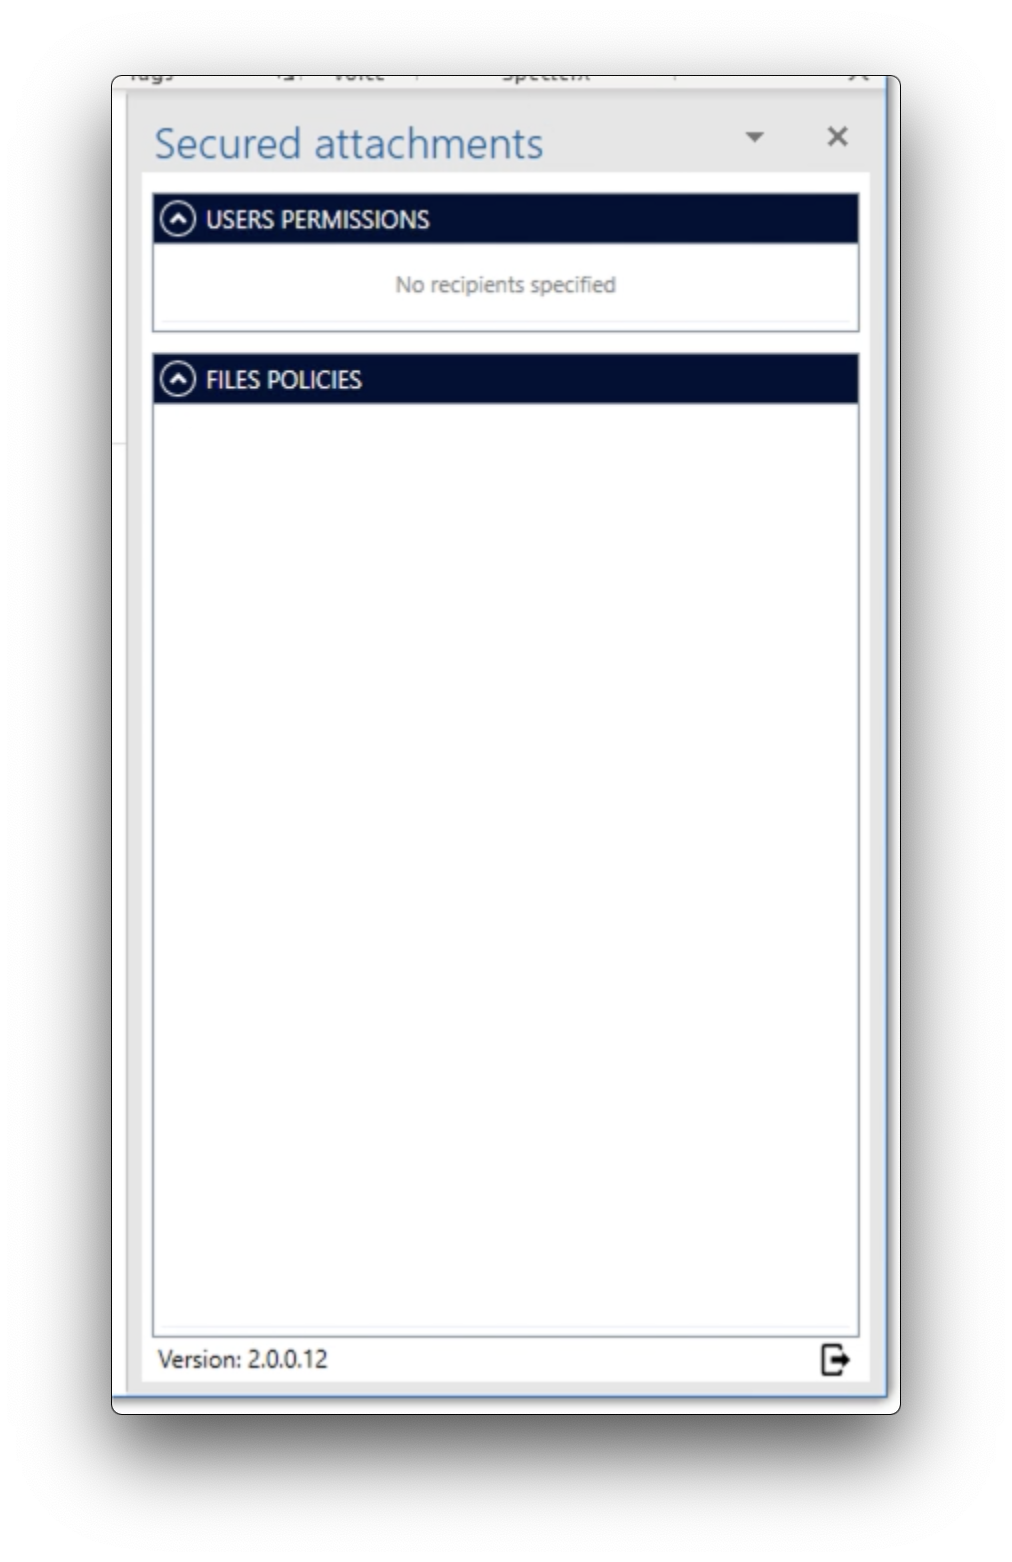 Secured attachments
USERS PERMISSIONS
No recipients specified
FILES POLICIES
Version: 2.0.0.12